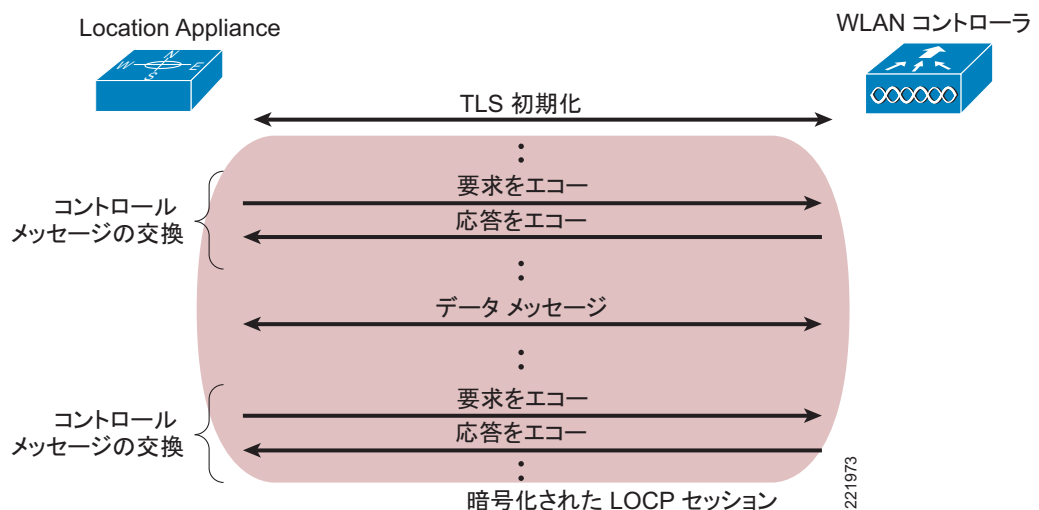 Location Appliance
WLAN コントローラ
N
W
E
S
TLS 初期化
要求をエコー
コントロール
メッセージの交換
応答をエコー
データ メッセージ
要求をエコー
コントロール
メッセージの交換
応答をエコー
暗号化された LOCP セッション
221973